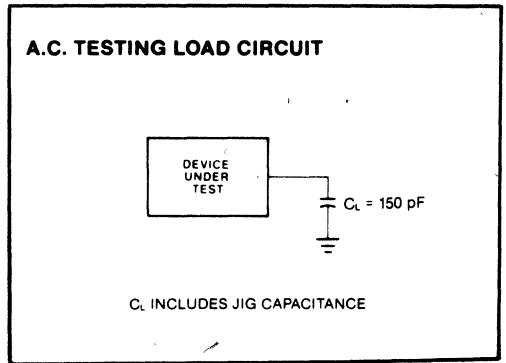 A.C. TESTING LOAD CIRCUIT
DEVICE
UNDER
TEST
CL = 150 pF
CL INCLUDES JIG CAPACITANCE